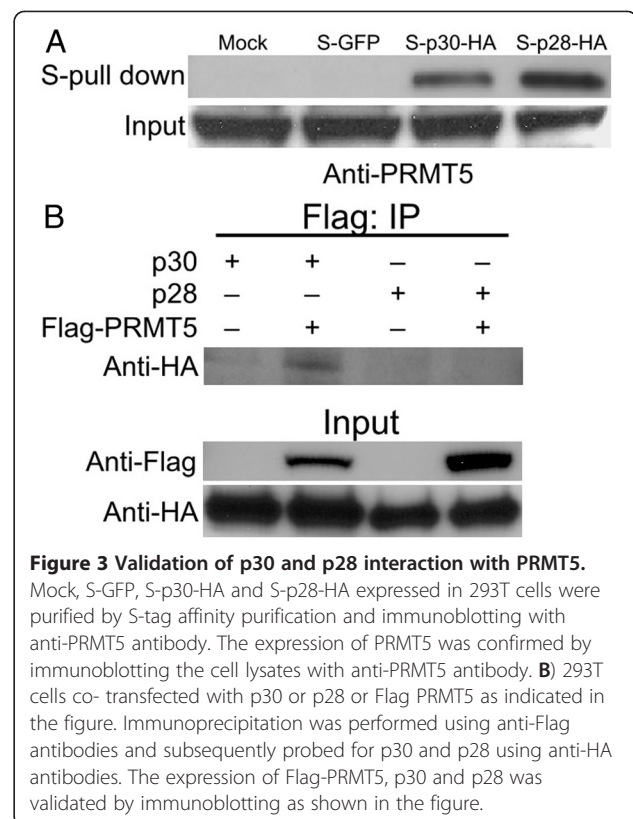 A
Mock S-GFP S-p30-HA S-p28-HA
S-pull down
Input
Anti-PRMT5
B
Flag: IP
p30 + + – –
p28 – – + +
Flag-PRMT5 – + – +
Anti-HA
Input
Anti-Flag
Anti-HA
Figure 3 Validation of p30 and p28 interaction with PRMT5.
Mock, S-GFP, S-p30-HA and S-p28-HA expressed in 293T cells were
purified by S-tag affinity purification and immunoblotting with
anti-PRMT5 antibody. The expression of PRMT5 was confirmed by
immunoblotting the cell lysates with anti-PRMT5 antibody. B) 293T
cells co- transfected with p30 or p28 or Flag PRMT5 as indicated in
the figure. Immunoprecipitation was performed using anti-Flag
antibodies and subsequently probed for p30 and p28 using anti-HA
antibodies. The expression of Flag-PRMT5, p30 and p28 was
validated by immunoblotting as shown in the figure.